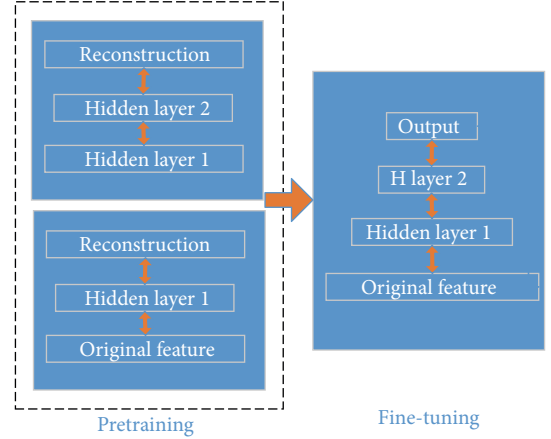 Reconstruction
Hidden layer 2
Hidden layer 1
Reconstruction
Hidden layer 1
Original feature
Pretraining
Output
H layer 2
Hidden layer 1
Original feature
Fine-tuning